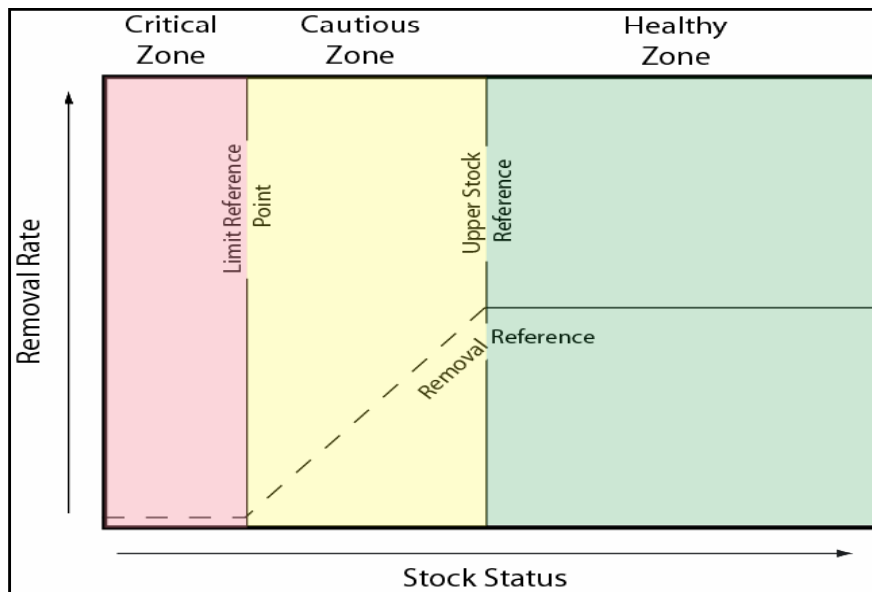 Critical
Zone
Cautious
Zone
Healthy
Zone
Removal Rate
Limit Reference
Point
Upper Stock
Reference
Removal Reference
Stock Status